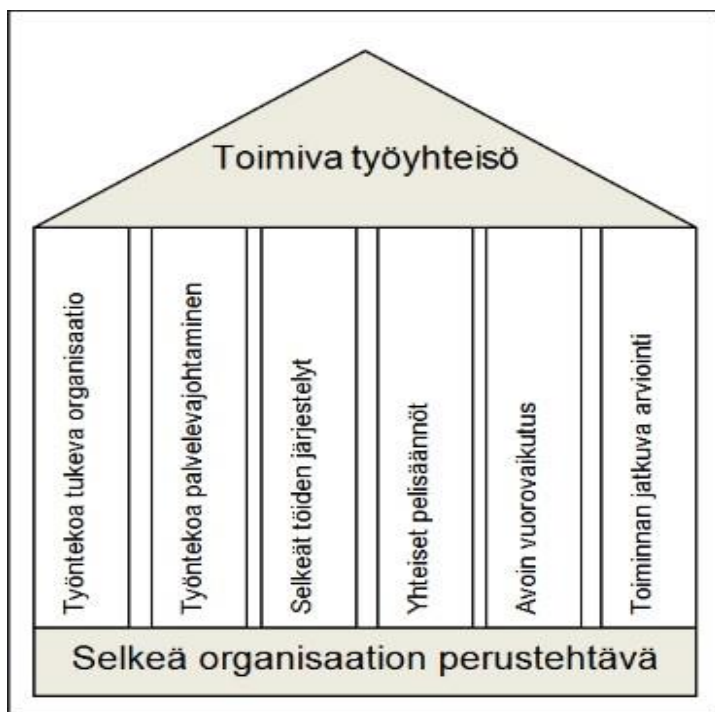 Toimiva työyhteisö
Työntekoa tukeva organisaatio
Työntekoa palvelevajohtaminen
Selkeät töiden järjestelyt
Yhteiset pelisäännöt
Avoin vuorovaikutus
Toiminnan jatkuva arviointi
Selkeä organisaation perustehtävä